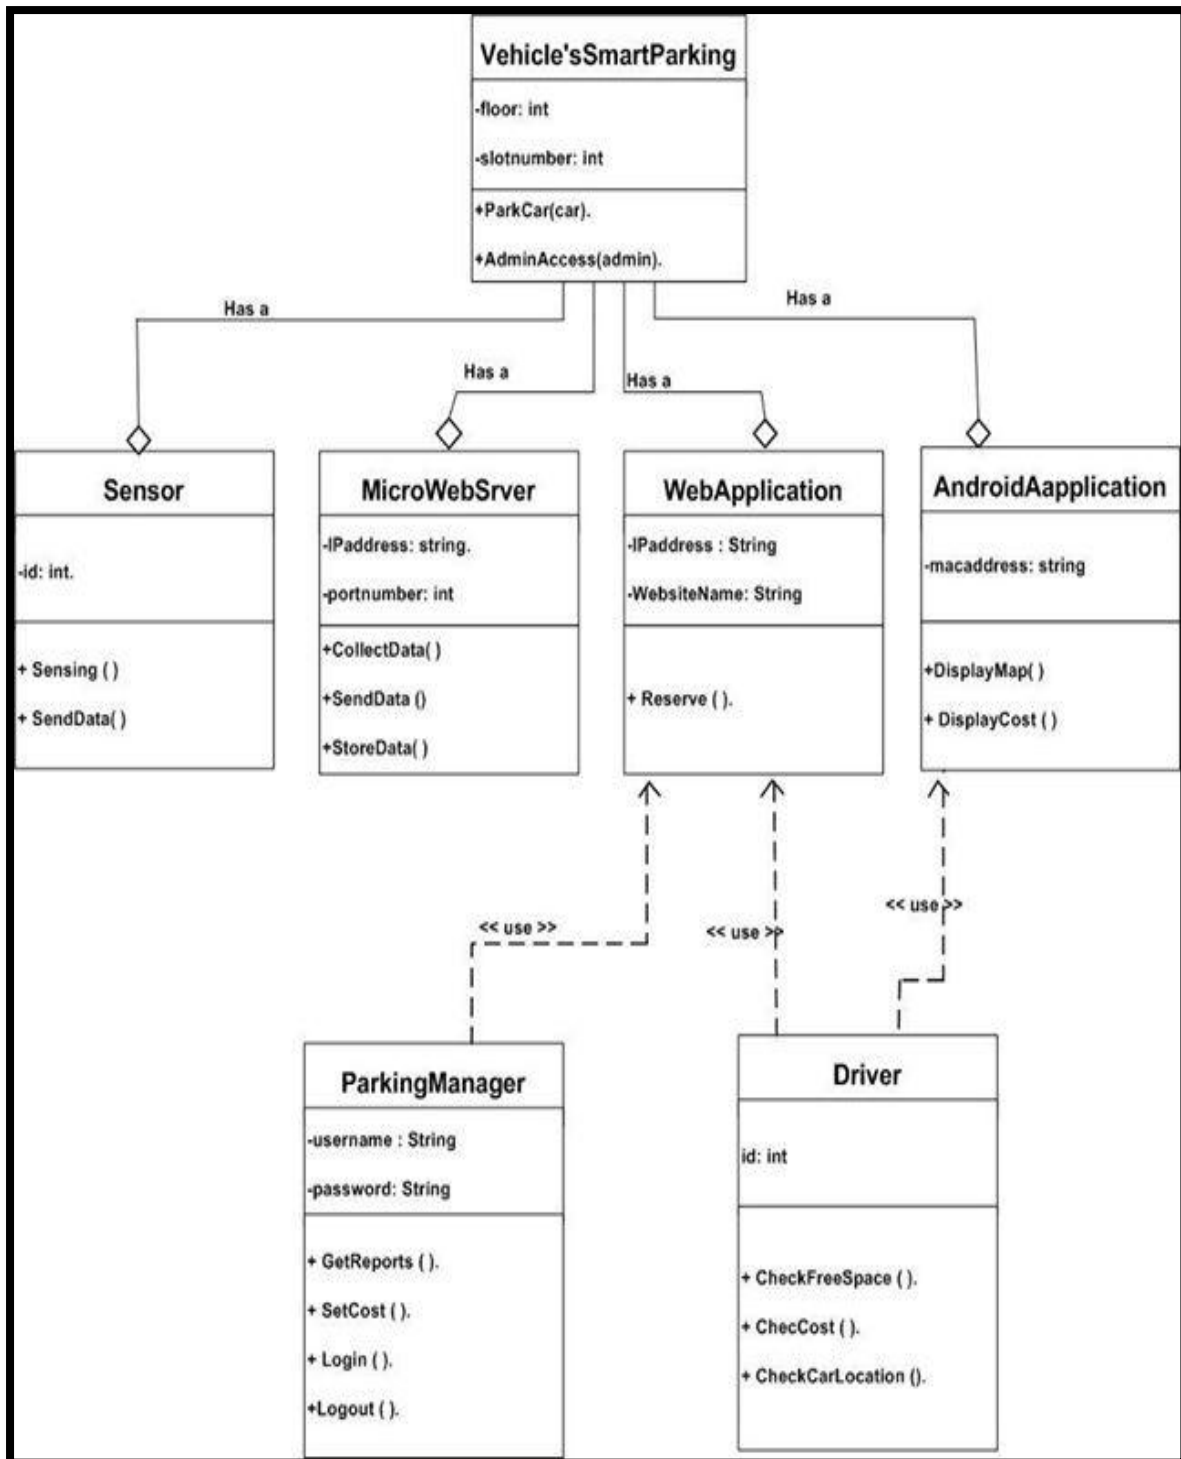 Vehicle'sSmartParking
-floor: int
-slotnumber: int
+ParkCar(car).
+AdminAccess(admin).
Has a
Has a
Has a
Has a
Sensor
-id: int.
+ Sensing ( )
+ SendData( )
MicroWebSrver
-IPaddress: string.
-portnumber: int
+CollectData( )
+SendData ()
+StoreData( )
WebApplication
-IPaddress : String
-WebsiteName: String
+ Reserve ( ).
AndroidAapplication
-macaddress: string
+DisplayMap( )
+ DisplayCost ( )
<< use >>
<< use >>
<< use >>
ParkingManager
-username : String
-password: String
+ GetReports ( ).
+ SetCost ( ).
+ Login ( ).
+Logout ( ).
Driver
id: int
+ CheckFreeSpace ( ).
+ ChecCost ( ).
+ CheckCarLocation ().